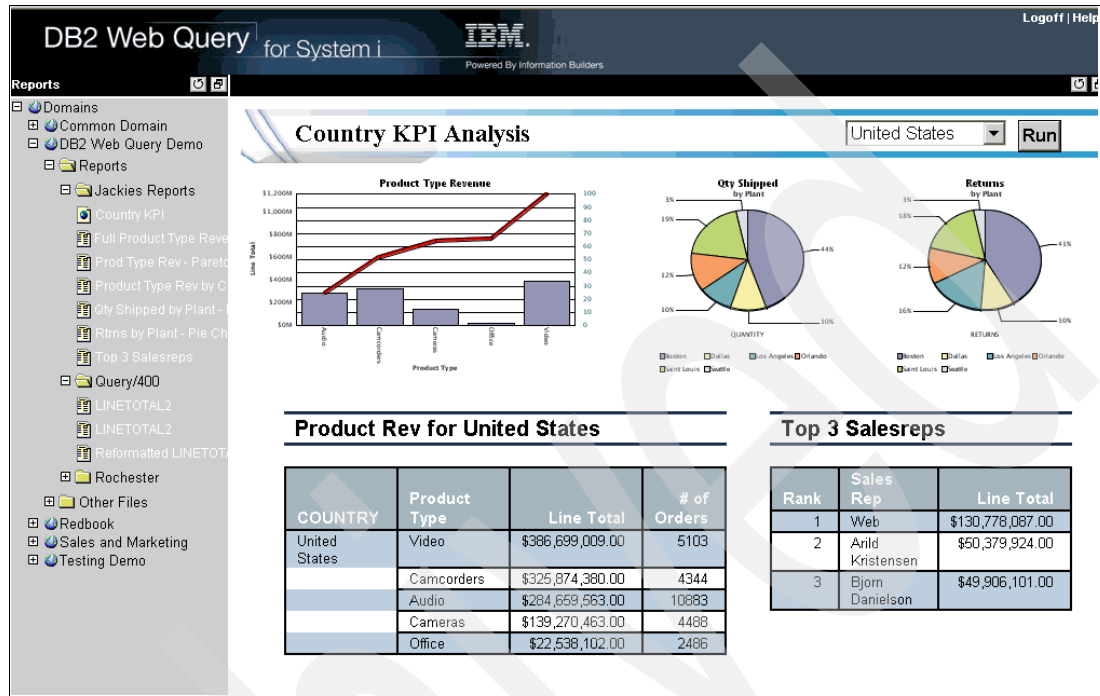 Logoff | Help
DB2 Web Query for System i
IBM.
Powered By Information Builders
Reports
Domains
Common Domain
DB2 Web Query Demo
Reports
Jackies Reports
Country KPI
Full Product Type Reve
Prod Type Rev - Pareto
Product Type Rev by C
Qty Shipped by Plant -
Rtrns by Plant - Pie Ch
Top 3 Salesreps
Query/400
LINETOTAL2
LINETOTAL2
Reformatted LINETOT
Rochester
Other Files
Redbook
Sales and Marketing
Testing Demo
Country KPI Analysis
United States
Run
Product Type Revenue
$1,200M
$1,000M
$800M
$600M
$400M
$200M
$0M
Line Total
100
90
80
70
60
50
40
30
20
10
0
Audio
Camcorders
Cameras
Office
Video
Product Type
Qty Shipped
by Plant
3%
19%
44%
12%
10%
10%
QUANTITY
Boston Dallas Los Angeles Orlando
Saint Louis Seattle
Returns
by Plant
3%
18%
41%
12%
16%
10%
RETURNS
Boston Dallas Los Angeles Orlando
Saint Louis Seattle
Product Rev for United States
COUNTRY Product Type Line Total # of Orders
United States Video $386,699,009.00 5103
Camcorders $325,874,380.00 4344
Audio $284,659,563.00 10883
Cameras $139,270,463.00 4488
Office $22,538,102.00 2486
Top 3 Salesreps
Rank Sales Rep Line Total
1 Web $130,778,087.00
2 Arild Kristensen $50,379,924.00
3 Bjorn Danielson $49,906,101.00